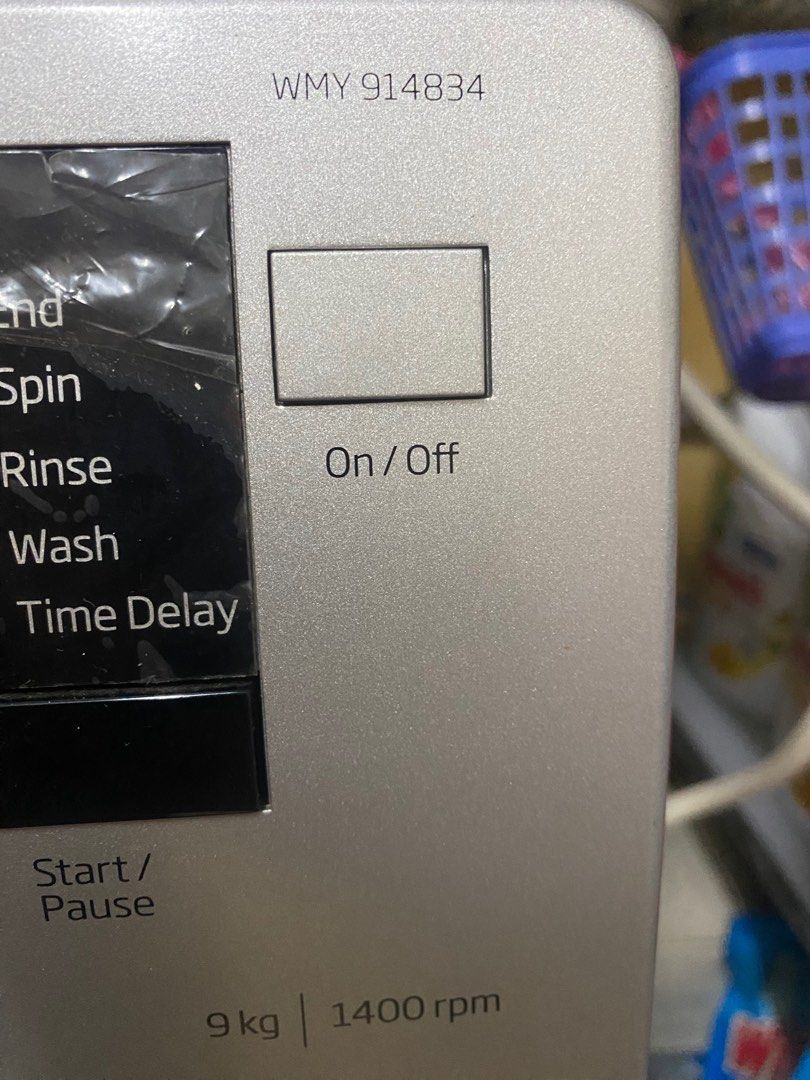 WMY 914834
End
Spin
Rinse
Wash
Time Delay
On / Off
Start /
Pause
9 kg | 1400 rpm